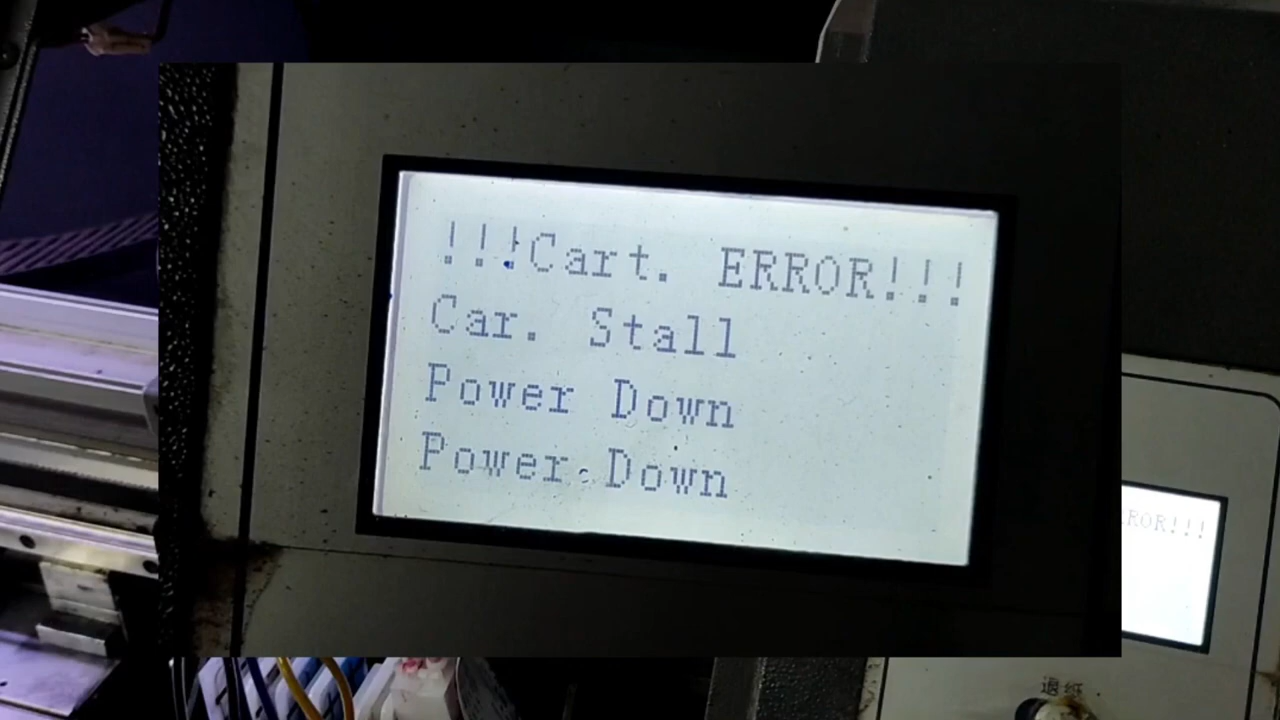 !!!Cart. ERROR!!!
Car. Stall
Power Down
Power Down
RROR!!!
退纸